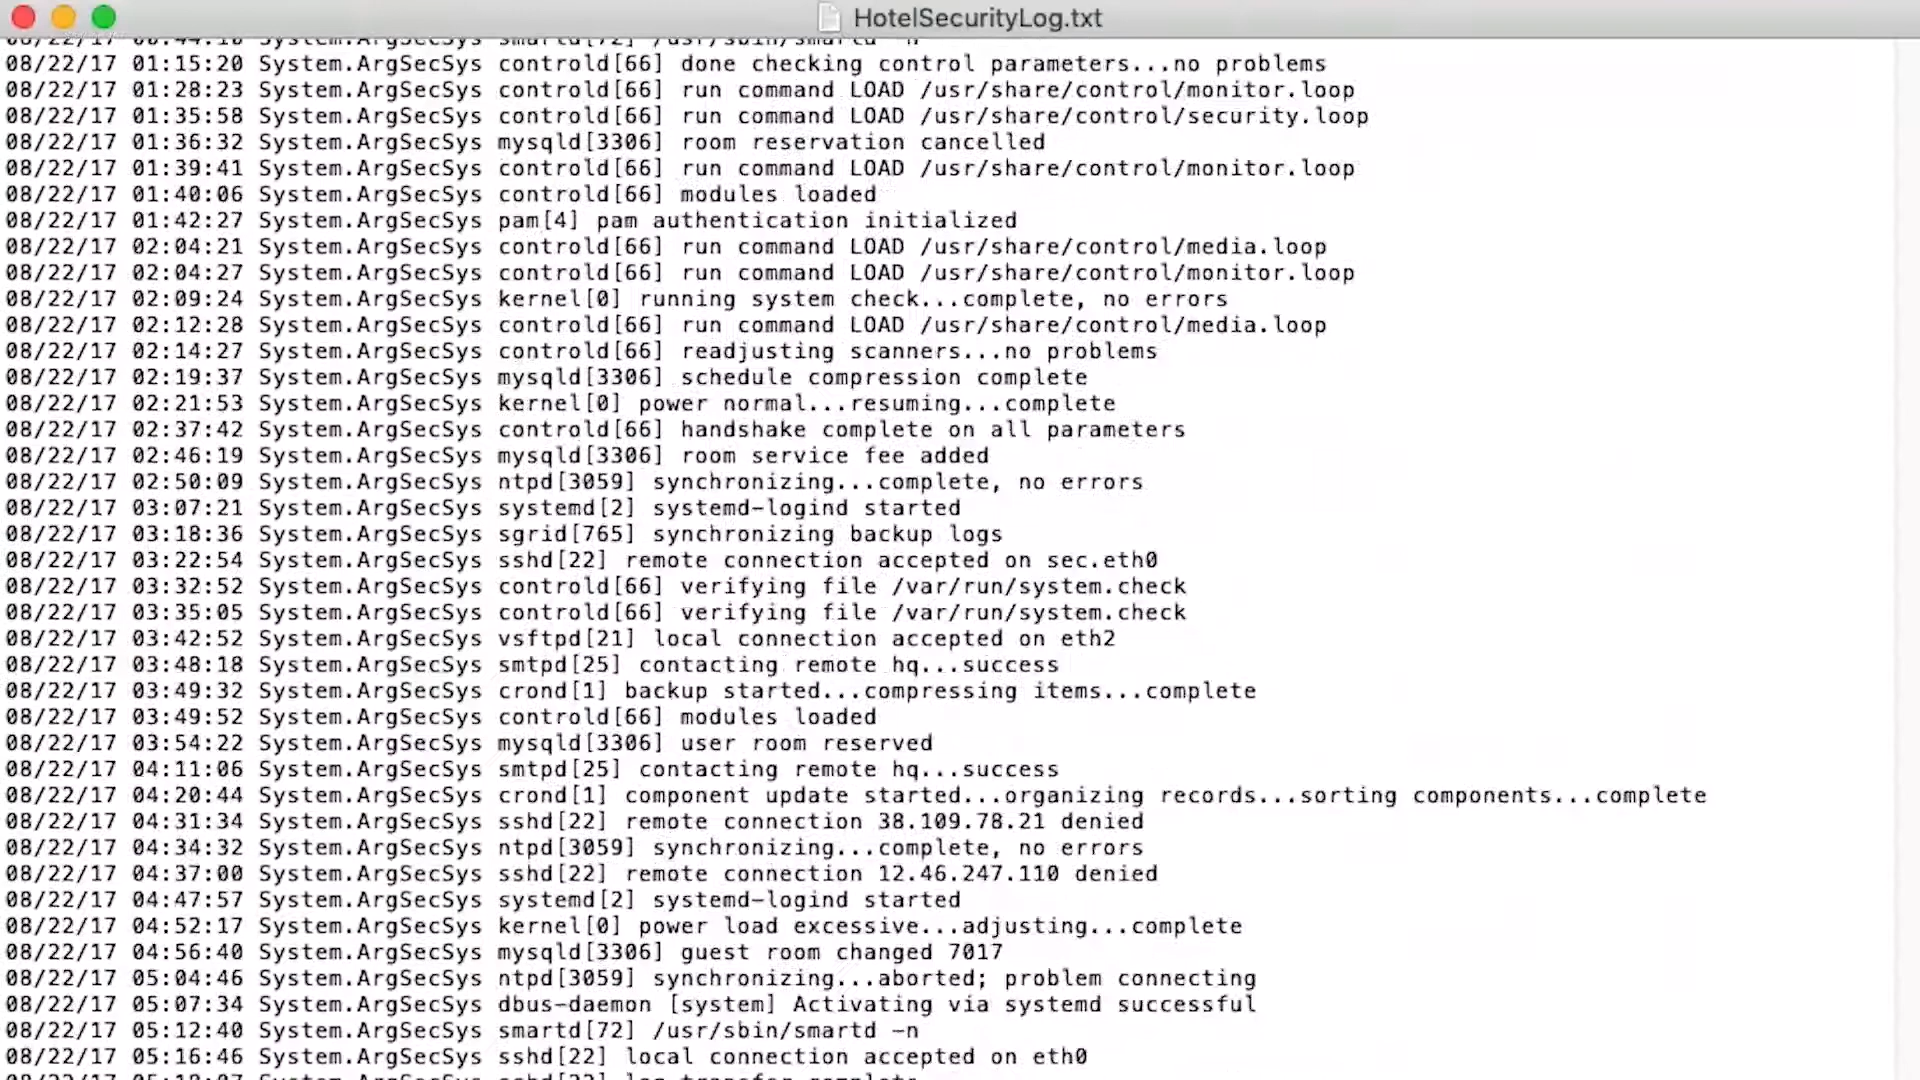 HotelSecurityLog.txt
smartd[72] /usr/sbin/smartd -n
08/22/17 01:15:20 System.ArgSecSys controld[66] done checking control parameters...no problems
08/22/17 01:28:23 System.ArgSecSys controld[66] run command LOAD /usr/share/control/monitor.loop
08/22/17 01:35:58 System.ArgSecSys controld[66] run command LOAD /usr/share/control/security.loop
08/22/17 01:36:32 System.ArgSecSys mysqld[3306] room reservation cancelled
08/22/17 01:39:41 System.ArgSecSys controld[66] run command LOAD /usr/share/control/monitor.loop
08/22/17 01:40:06 System.ArgSecSys controld[66] modules loaded
08/22/17 01:42:27 System.ArgSecSys pam[4] pam authentication initialized
08/22/17 02:04:21 System.ArgSecSys controld[66] run command LOAD /usr/share/control/media.loop
08/22/17 02:04:27 System.ArgSecSys controld[66] run command LOAD /usr/share/control/monitor.loop
08/22/17 02:09:24 System.ArgSecSys kernel[0] running system check...complete, no errors
08/22/17 02:12:28 System.ArgSecSys controld[66] run command LOAD /usr/share/control/media.loop
08/22/17 02:14:27 System.ArgSecSys controld[66] readjusting scanners...no problems
08/22/17 02:19:37 System.ArgSecSys mysqld[3306] schedule compression complete
08/22/17 02:21:53 System.ArgSecSys kernel[0] power normal...resuming...complete
08/22/17 02:37:42 System.ArgSecSys controld[66] handshake complete on all parameters
08/22/17 02:46:19 System.ArgSecSys mysqld[3306] room service fee added
08/22/17 02:50:09 System.ArgSecSys ntpd[3059] synchronizing...complete, no errors
08/22/17 03:07:21 System.ArgSecSys systemd[2] systemd-logind started
08/22/17 03:18:36 System.ArgSecSys sgrid[765] synchronizing backup logs
08/22/17 03:22:54 System.ArgSecSys sshd[22] remote connection accepted on sec.eth0
08/22/17 03:32:52 System.ArgSecSys controld[66] verifying file /var/run/system.check
08/22/17 03:35:05 System.ArgSecSys controld[66] verifying file /var/run/system.check
08/22/17 03:42:52 System.ArgSecSys vsftpd[21] local connection accepted on eth2
08/22/17 03:48:18 System.ArgSecSys smtpd[25] contacting remote hq...success
08/22/17 03:49:32 System.ArgSecSys crond[1] backup started...compressing items...complete
08/22/17 03:49:52 System.ArgSecSys controld[66] modules loaded
08/22/17 03:54:22 System.ArgSecSys mysqld[3306] user room reserved
08/22/17 04:11:06 System.ArgSecSys smtpd[25] contacting remote hq...success
08/22/17 04:20:44 System.ArgSecSys crond[1] component update started...organizing records...sorting components...complete
08/22/17 04:31:34 System.ArgSecSys sshd[22] remote connection 38.109.78.21 denied
08/22/17 04:34:32 System.ArgSecSys ntpd[3059] synchronizing...complete, no errors
08/22/17 04:37:00 System.ArgSecSys sshd[22] remote connection 12.46.247.110 denied
08/22/17 04:47:57 System.ArgSecSys systemd[2] systemd-logind started
08/22/17 04:52:17 System.ArgSecSys kernel[0] power load excessive...adjusting...complete
08/22/17 04:56:40 System.ArgSecSys mysqld[3306] guest room changed 7017
08/22/17 05:04:46 System.ArgSecSys ntpd[3059] synchronizing...aborted; problem connecting
08/22/17 05:07:34 System.ArgSecSys dbus-daemon [system] Activating via systemd successful
08/22/17 05:12:40 System.ArgSecSys smartd[72] /usr/sbin/smartd -n
08/22/17 05:16:46 System.ArgSecSys sshd[22] local connection accepted on eth0